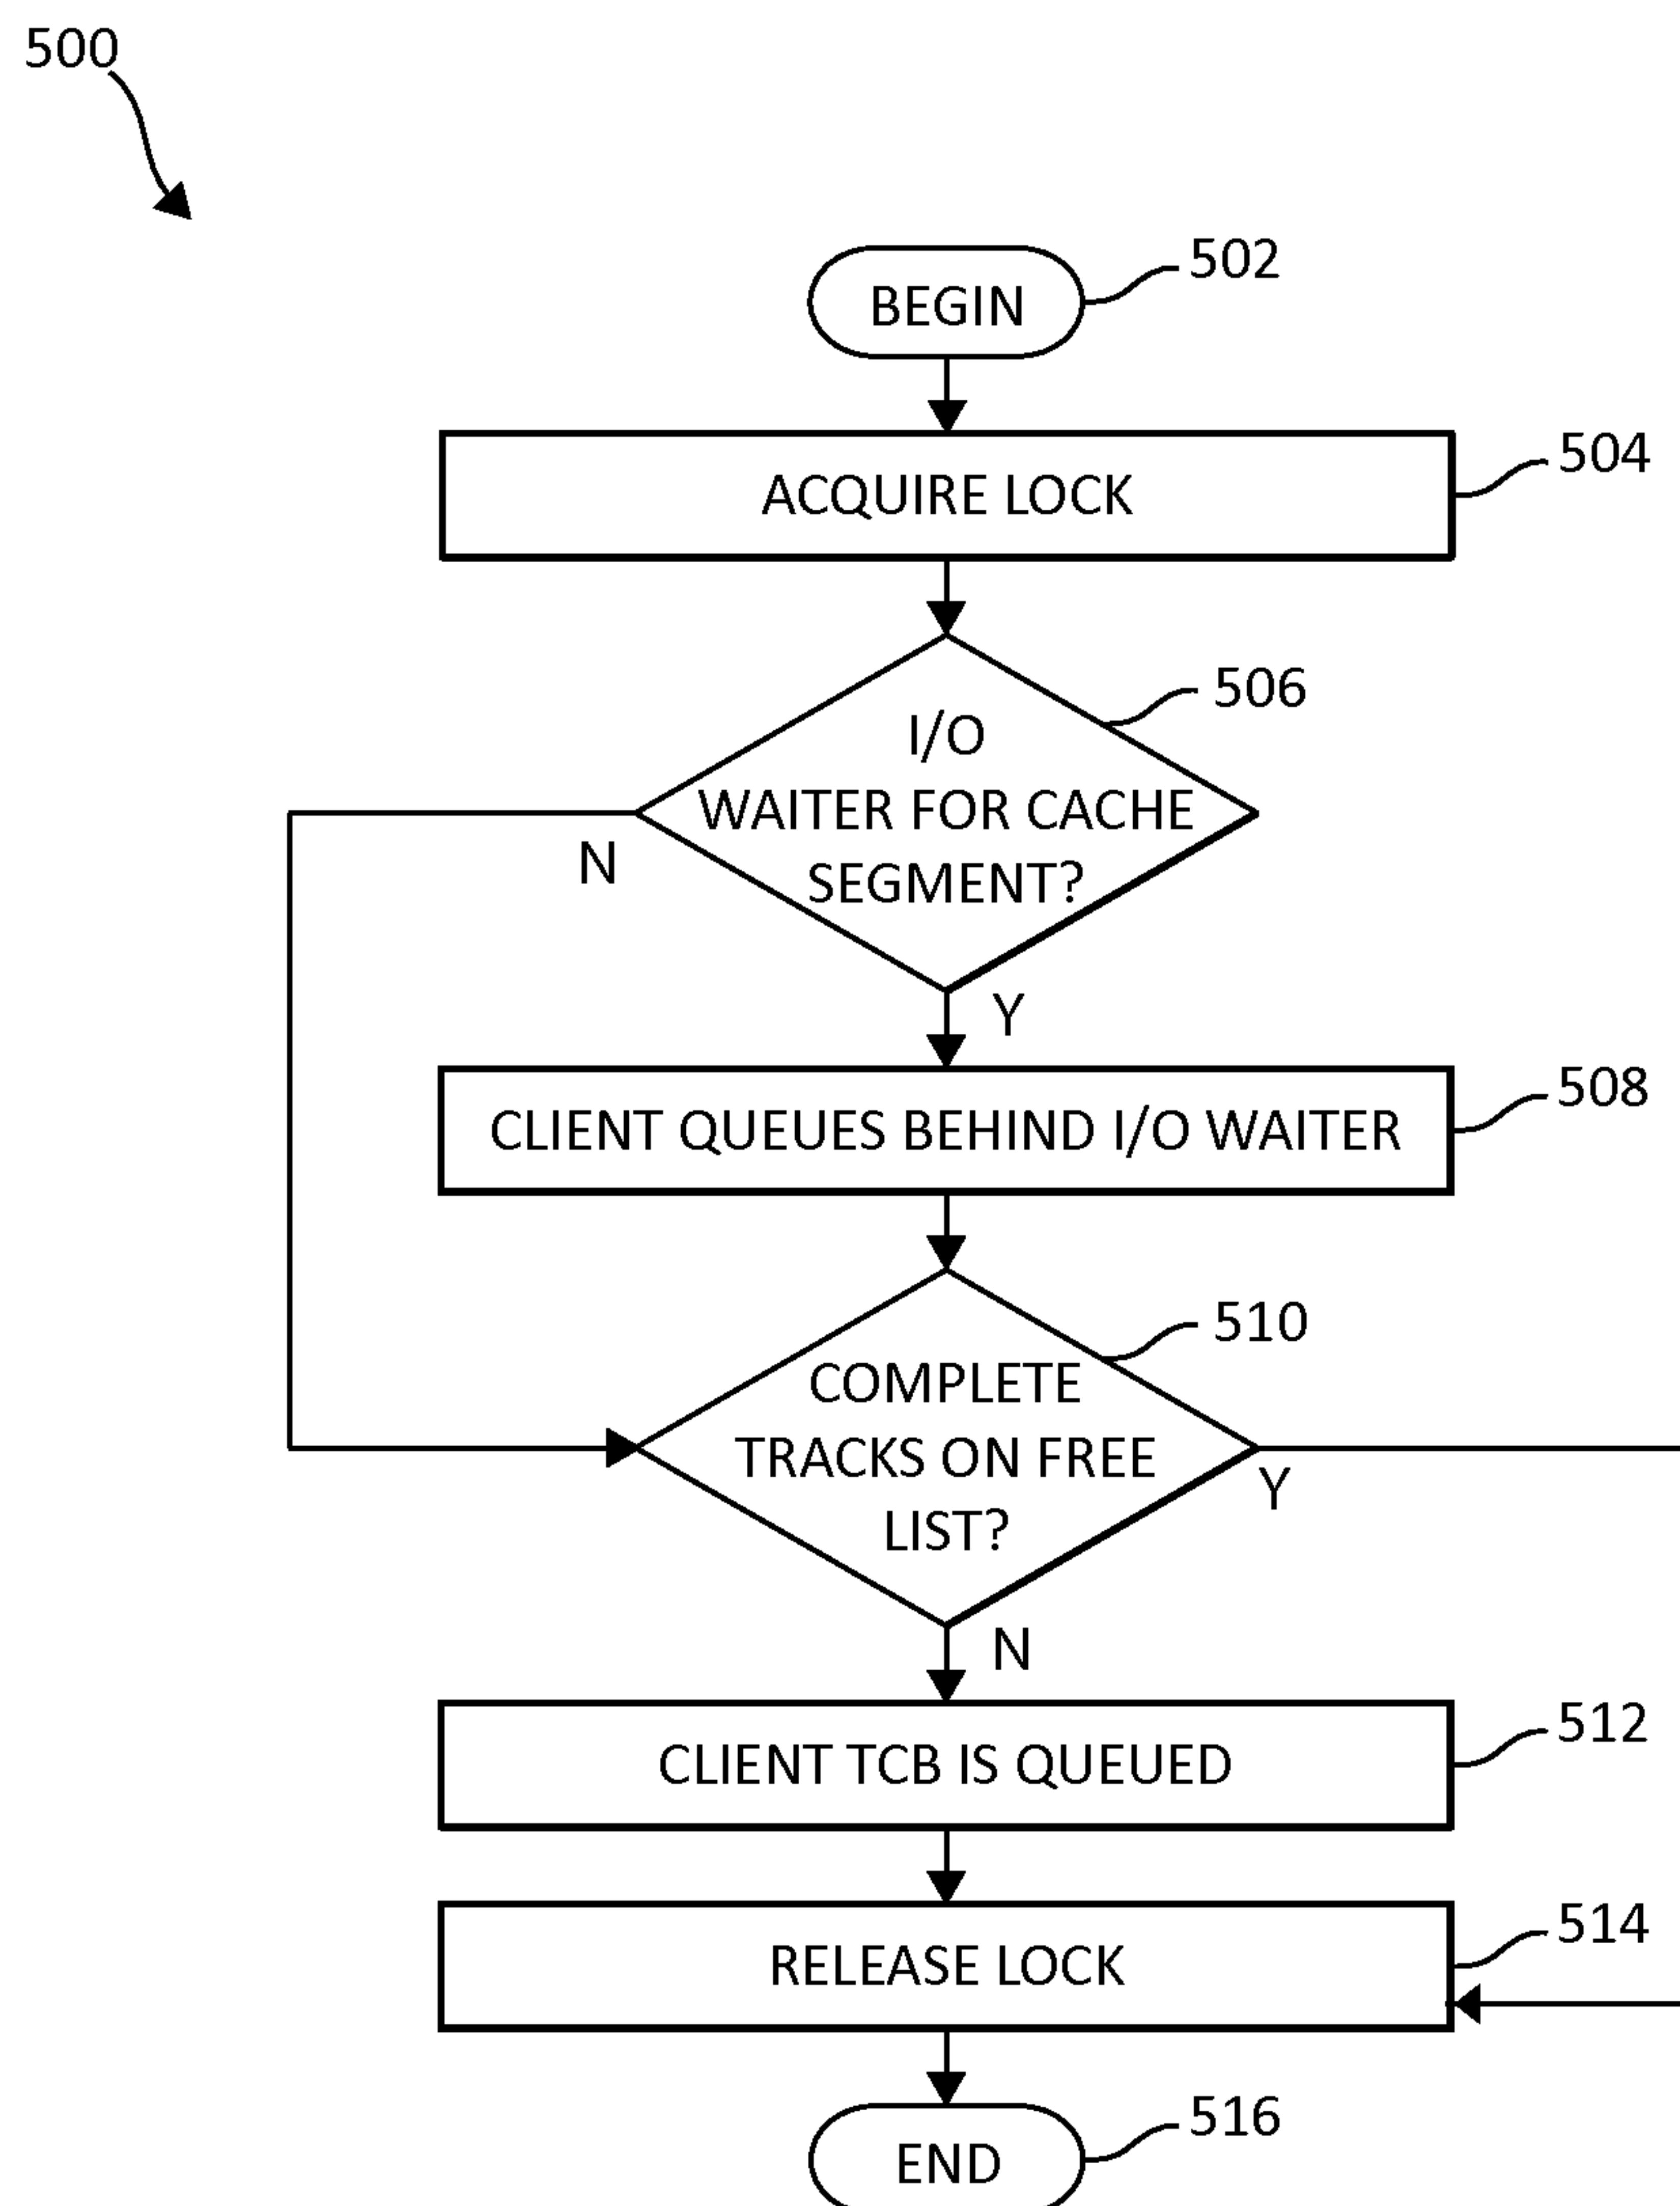 500
BEGIN
502
ACQUIRE LOCK
504
I/O
WAITER FOR CACHE
SEGMENT?
506
N
Y
CLIENT QUEUES BEHIND I/O WAITER
508
COMPLETE
TRACKS ON FREE
LIST?
510
Y
N
CLIENT TCB IS QUEUED
512
RELEASE LOCK
514
END
516